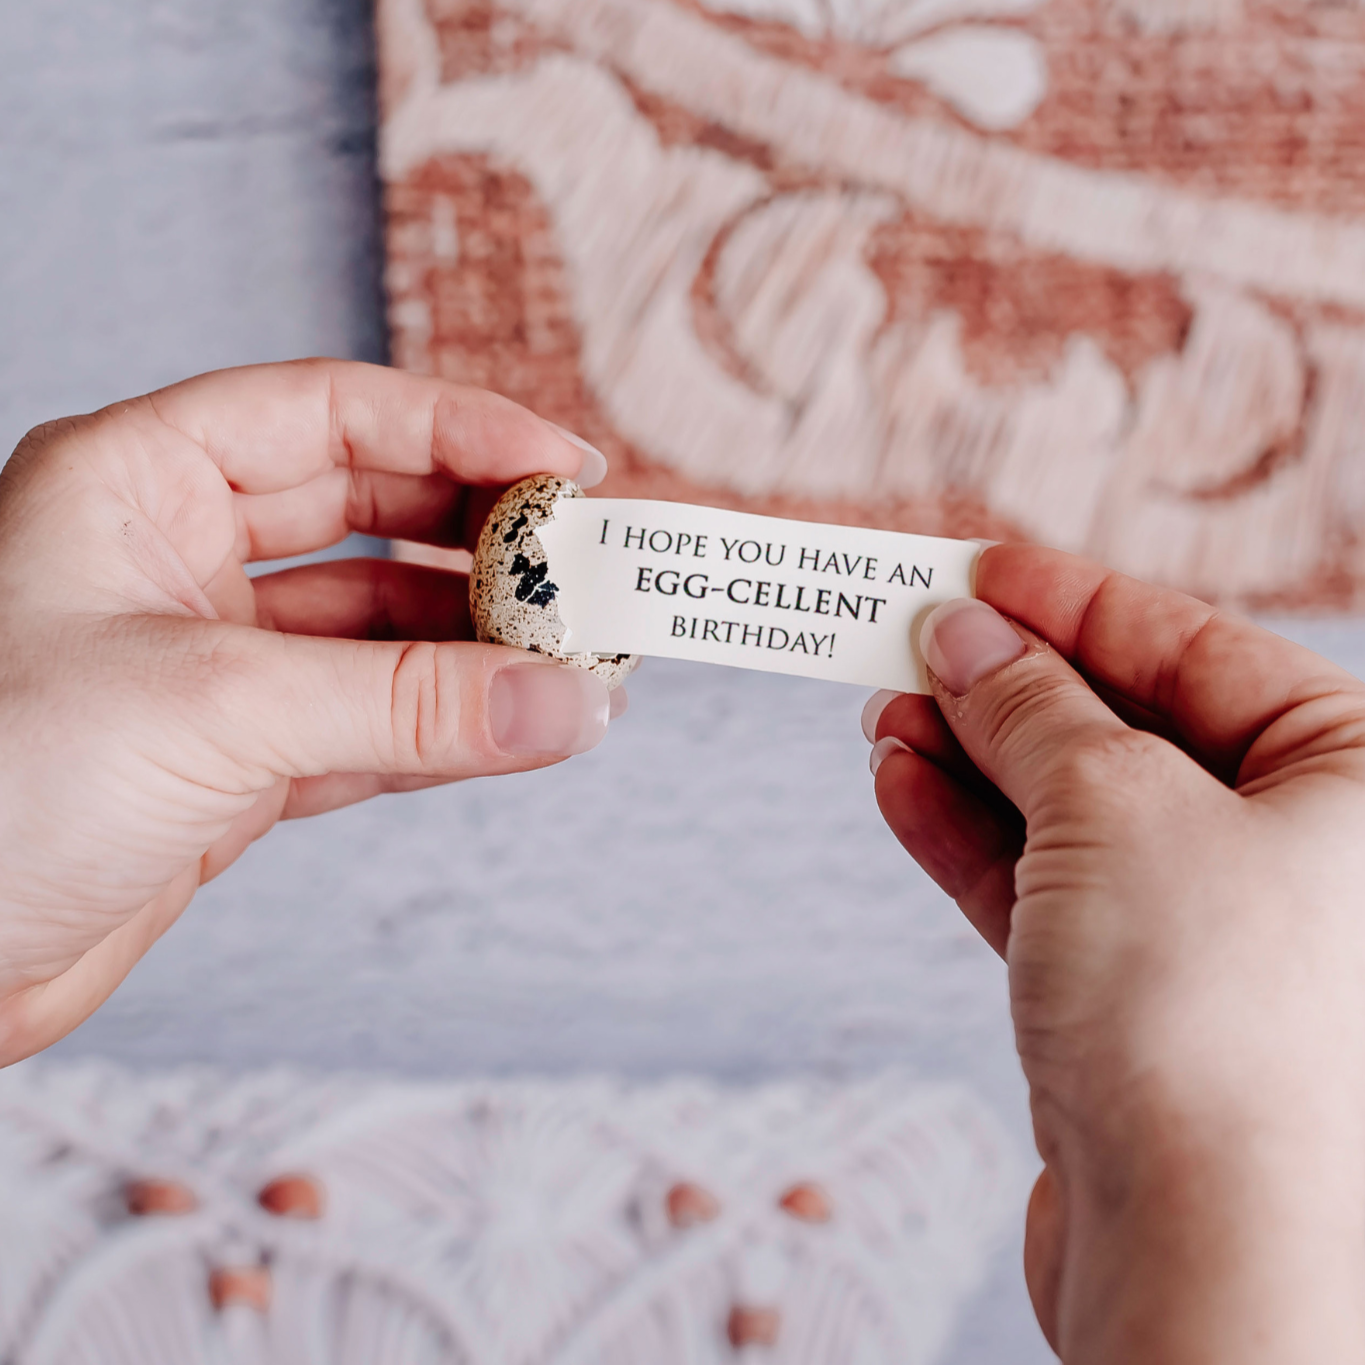 I HOPE YOU HAVE AN
EGG-CELLENT
BIRTHDAY!